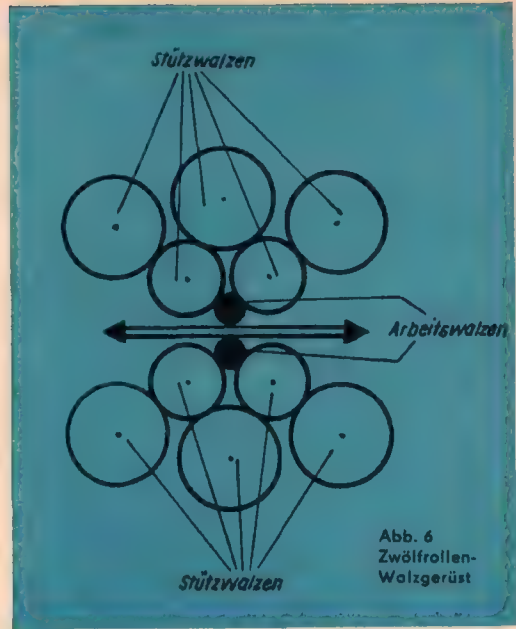 Stützwalzen
Arbeitswalzen
Abb. 6
Zwölfrollen-
Walzgerüst
Stützwalzen